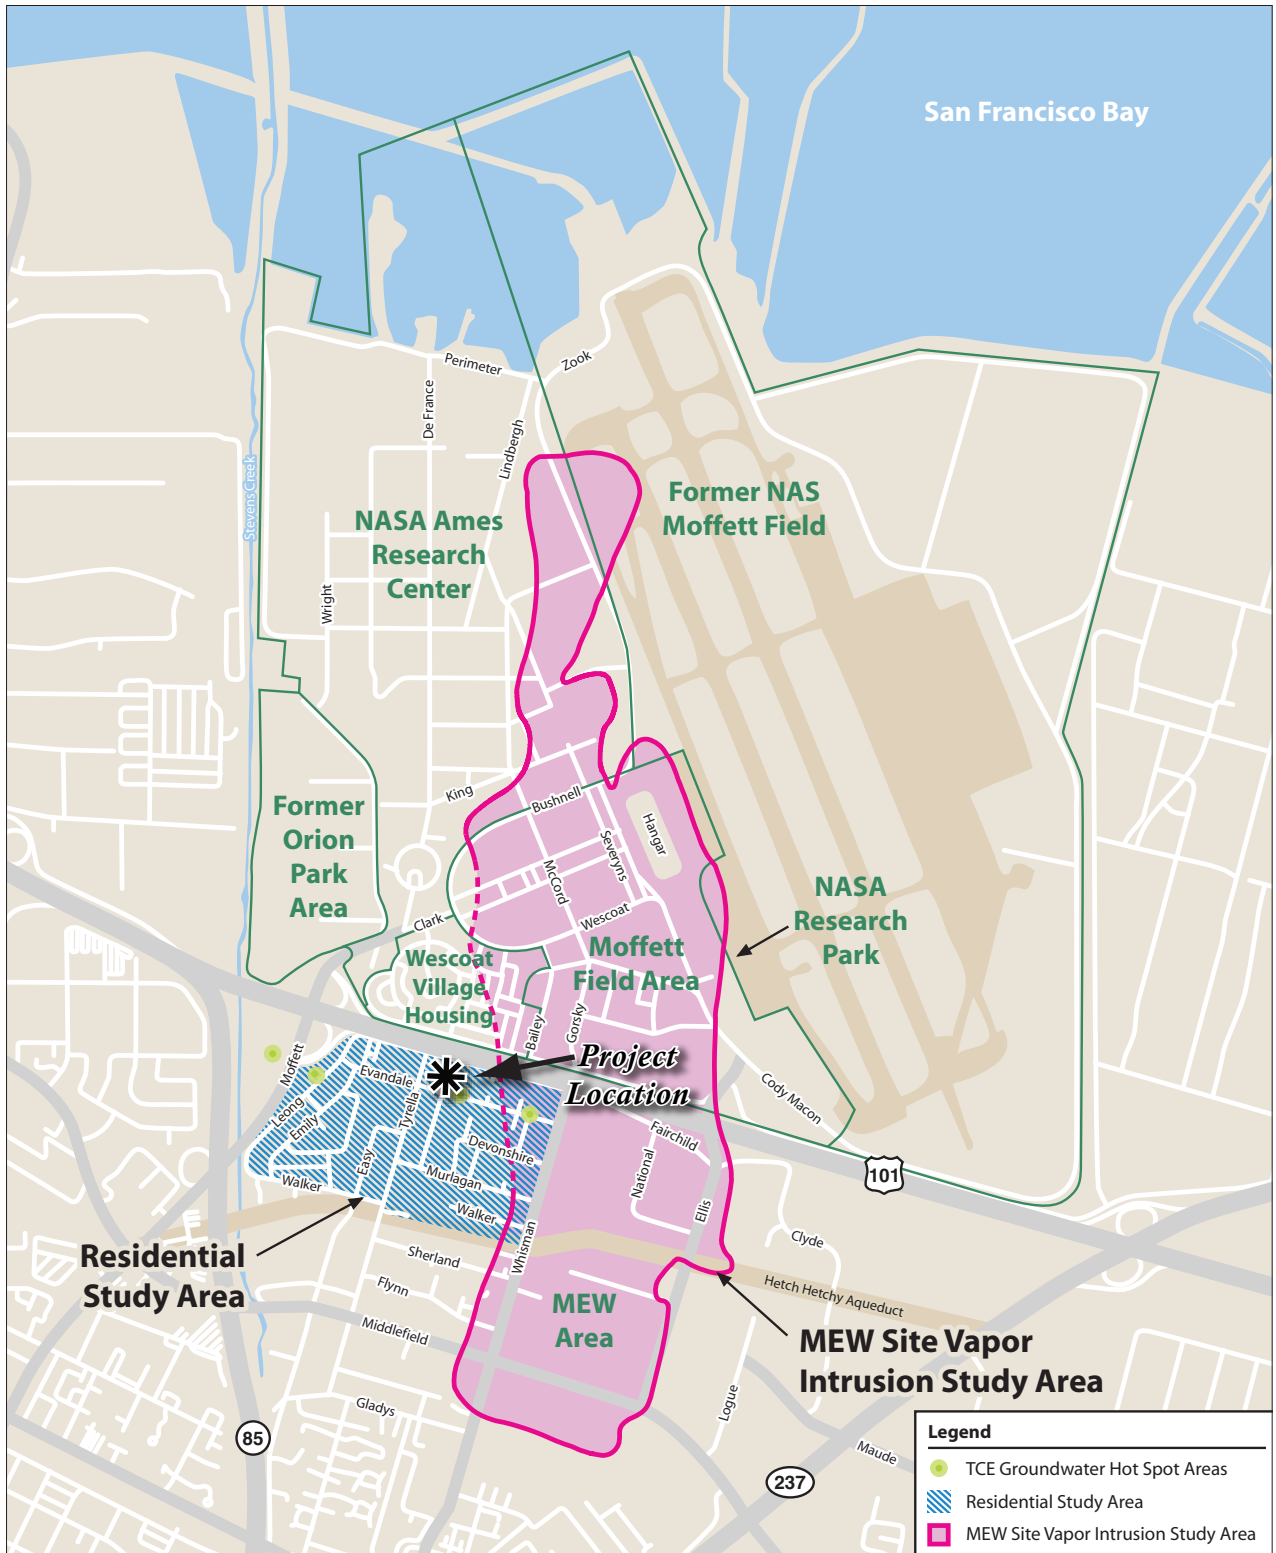 San Francisco Bay
Perimeter
Zook
De France
Lindbergh
Stevens Creek
NASA Ames
Research
Center
Former NAS
Moffett Field
Wright
King
Bushnell
Hangar
Severyns
McCord
Former
Orion
Park
Area
Clark
Wescoat
NASA
Research
Park
Moffett
Field Area
Wescoat
Village
Housing
Bailey
Gorsky
Project
Location
Moffett
Evandale
Tyrella
Leong
Emily
Easy
Devonshire
Murlagan
Walker
Walker
Cody Macon
Fairchild
National
Ellis
101
Whisman
Clyde
Sherland
Flynn
Middlefield
Residential
Study Area
Hetch Hetchy Aqueduct
MEW
Area
MEW Site Vapor
Intrusion Study Area
Gladys
Logue
Maude
85
237
Legend
TCE Groundwater Hot Spot Areas
Residential Study Area
MEW Site Vapor Intrusion Study Area